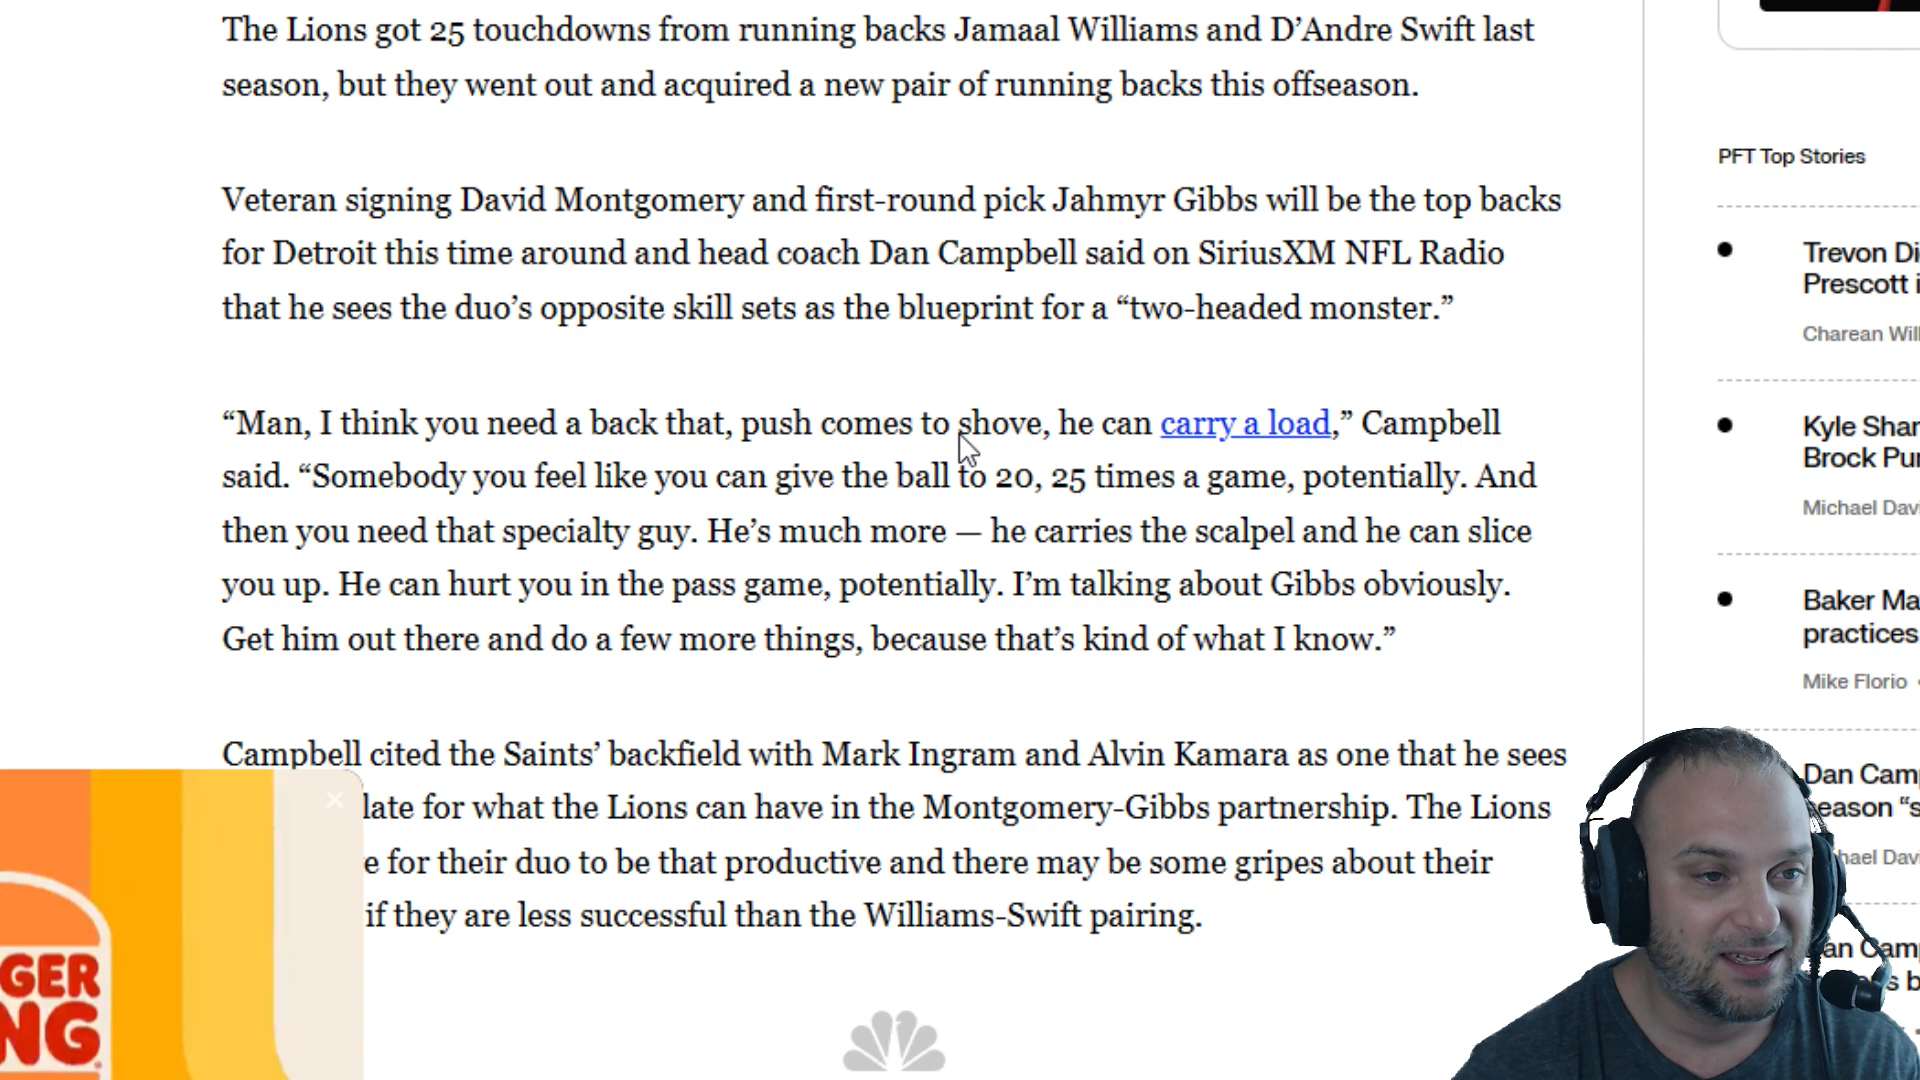 The Lions got 25 touchdowns from running backs Jamaal Williams and D’Andre Swift last
season, but they went out and acquired a new pair of running backs this offseason.
Veteran signing David Montgomery and first-round pick Jahmyr Gibbs will be the top backs
for Detroit this time around and head coach Dan Campbell said on SiriusXM NFL Radio
that he sees the duo’s opposite skill sets as the blueprint for a “two-headed monster.”
“Man, I think you need a back that, push comes to shove, he can carry a load,” Campbell
said. “Somebody you feel like you can give the ball to 20, 25 times a game, potentially. And
then you need that specialty guy. He’s much more — he carries the scalpel and he can slice
you up. He can hurt you in the pass game, potentially. I’m talking about Gibbs obviously.
Get him out there and do a few more things, because that’s kind of what I know.”
Campbell cited the Saints’ backfield with Mark Ingram and Alvin Kamara as one that he sees
late for what the Lions can have in the Montgomery-Gibbs partnership. The Lions
e for their duo to be that productive and there may be some gripes about their
if they are less successful than the Williams-Swift pairing.
GER
NG
PFT Top Stories
Trevon Di
Prescott i
Charean Will
Kyle Shar
Brock Pur
Michael Davi
Baker Ma
practices
Mike Florio
Dan Camp
eason “s
hael Davi
an Camp
s b